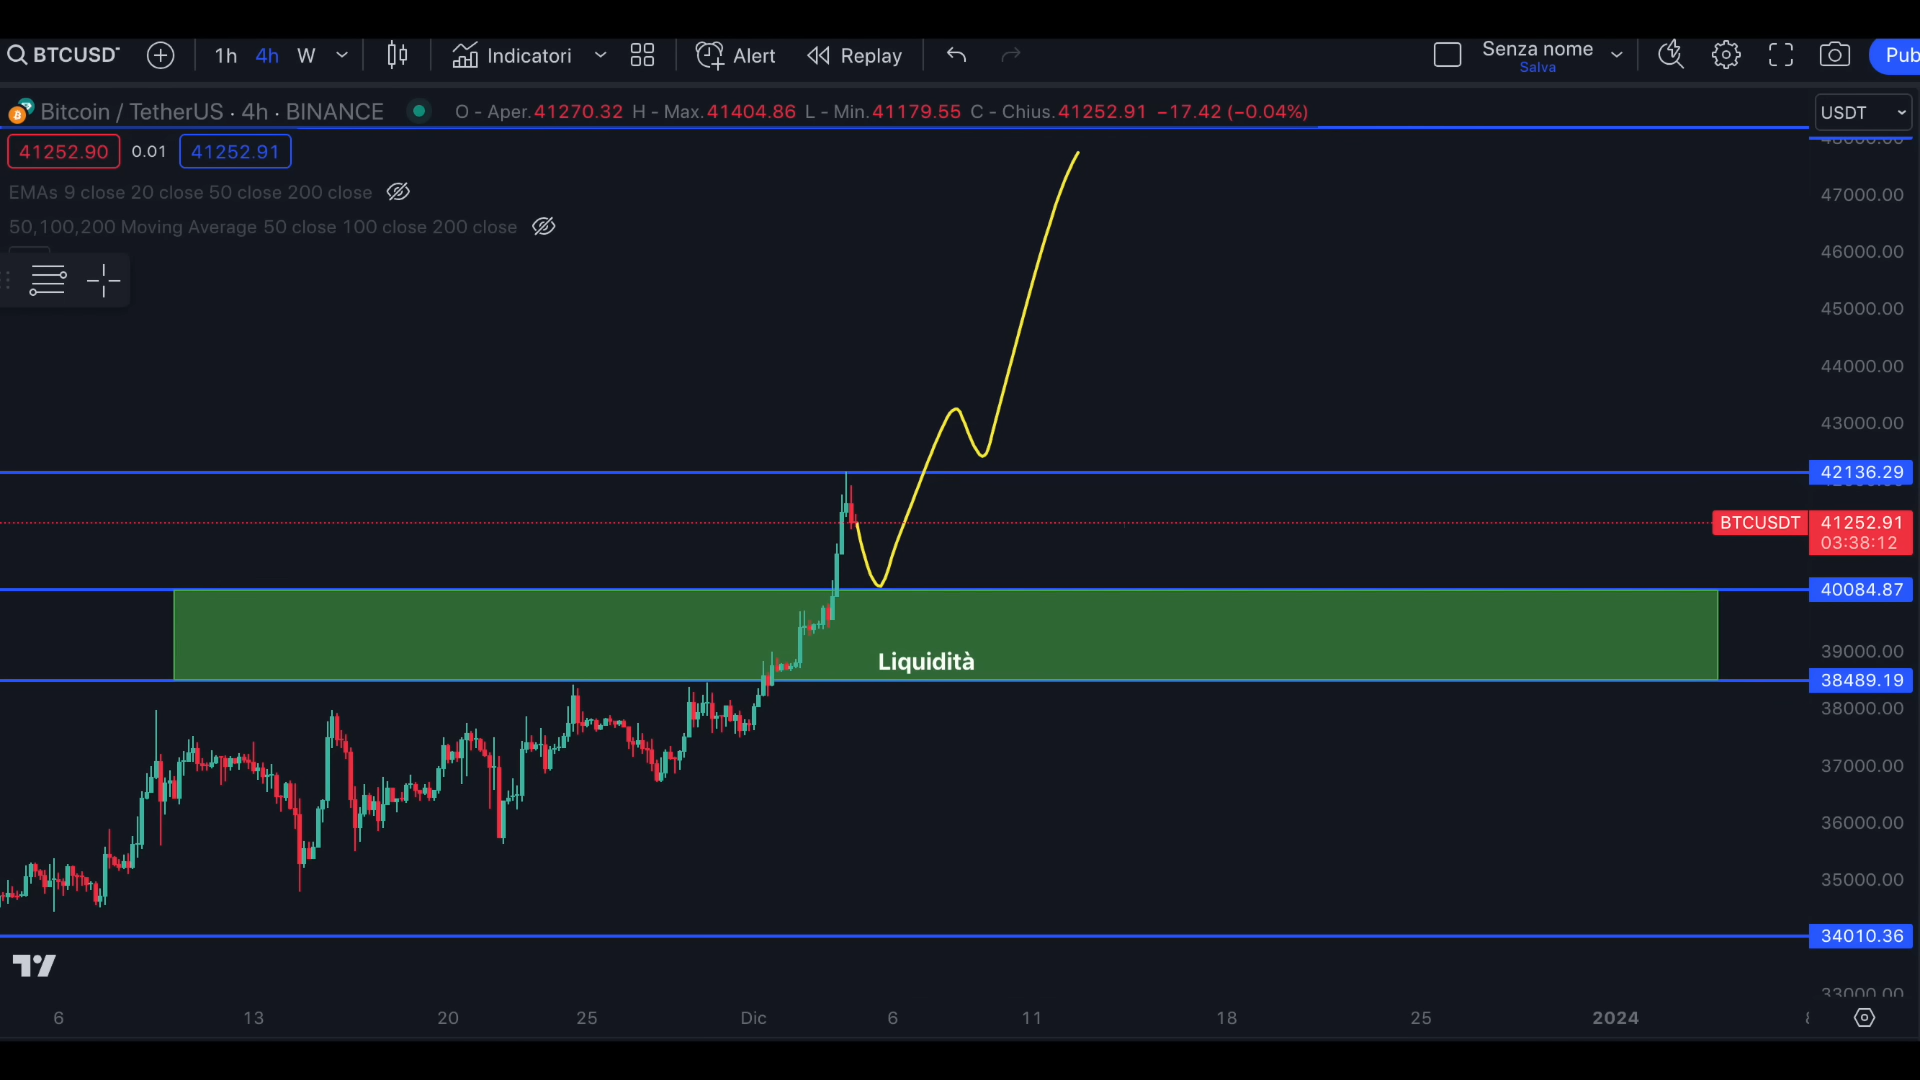 BTCUSD
1h 4h W Indicatori Alert Replay Senza nome
Salva
Pub
Bitcoin / TetherUS · 4h · BINANCE O - Aper.41270.32 H - Max.41404.86 L - Min.41179.55 C - Chius.41252.91 −17.42 (−0.04%)
USDT
41252.90 0.01 41252.91
EMAs 9 close 20 close 50 close 200 close
50,100,200 Moving Average 50 close 100 close 200 close
47000.00
46000.00
45000.00
44000.00
43000.00
42136.29
BTCUSDT 41252.91
03:38:12
40084.87
39000.00
Liquidità
38489.19
38000.00
37000.00
36000.00
35000.00
34010.36
33000.00
6 13 20 25 Dic 6 11 18 25 2024